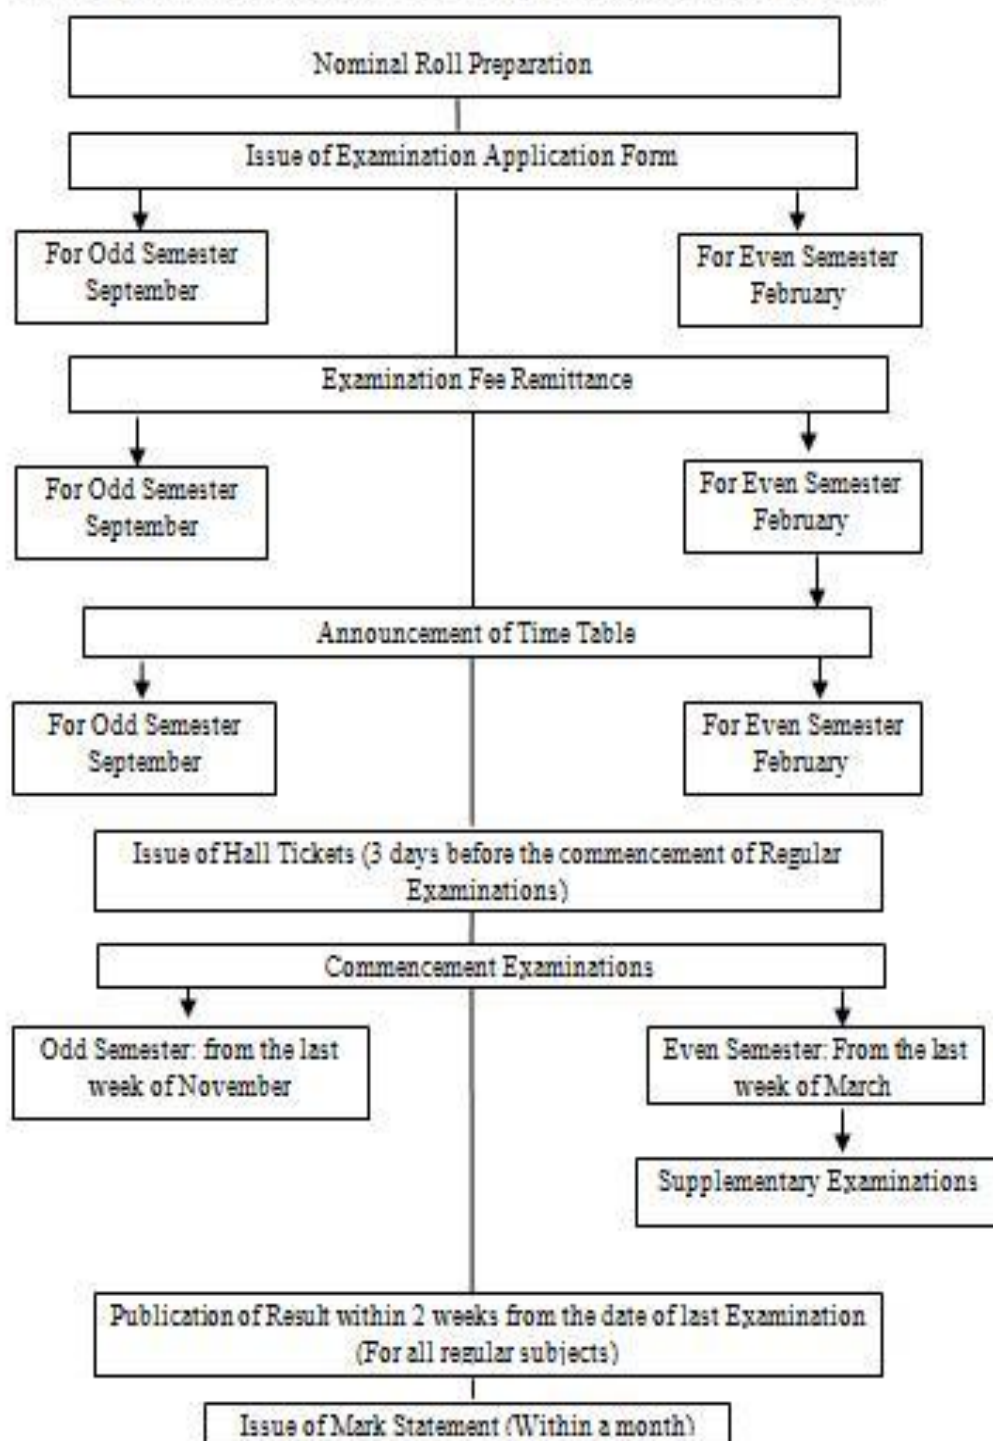 Nominal Roll Preparation
Issue of Examination Application Form
For Odd Semester
September
For Even Semester
February
Examination Fee Remittance
For Odd Semester
September
For Even Semester
February
Announcement of Time Table
For Odd Semester
September
For Even Semester
February
Issue of Hall Tickets (3 days before the commencement of Regular
Examinations)
Commencement Examinations
Odd Semester: from the last
week of November
Even Semester: From the last
week of March
Supplementary Examinations
Publication of Result within 2 weeks from the date of last Examination
(For all regular subjects)
Issue of Mark Statement (Within a month)